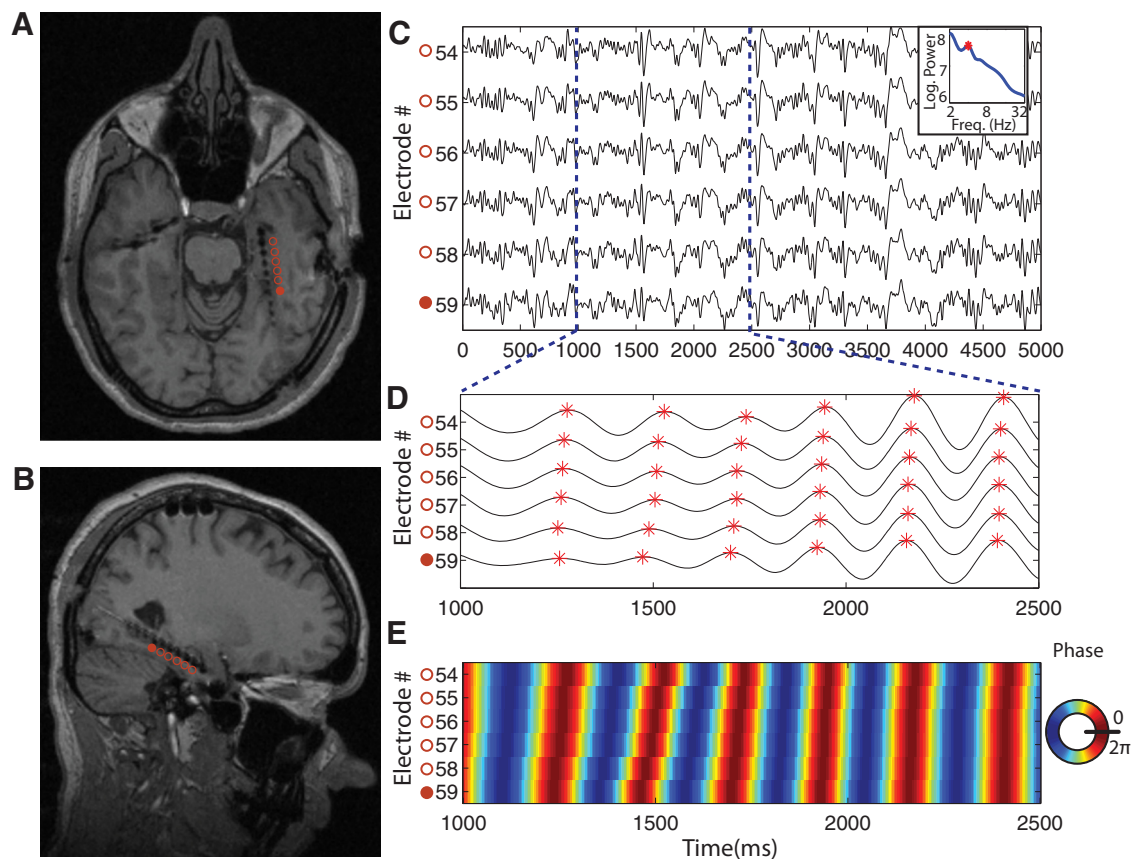 A
B
C
Electrode #
54
55
56
57
58
59
0 500 1000 1500 2000 2500 3000 3500 4000 4500 5000
Log. Power
8
7
6
2 8 32
Freq. (Hz)
D
Electrode #
54
55
56
57
58
59
1000 1500 2000 2500
E
Electrode #
54
55
56
57
58
59
1000 1500 2000 2500
Time(ms)
Phase
0
2π